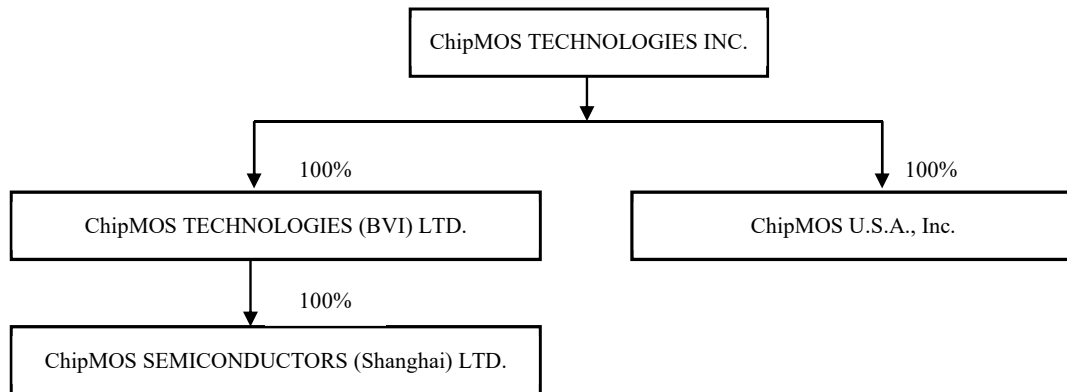 ChipMOS TECHNOLOGIES INC.
100%
100%
ChipMOS TECHNOLOGIES (BVI) LTD.
ChipMOS U.S.A., Inc.
100%
ChipMOS SEMICONDUCTORS (Shanghai) LTD.